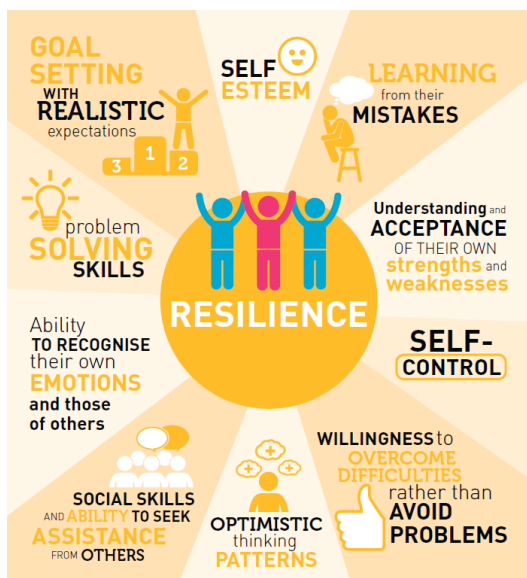 GOAL
SETTING
WITH
REALISTIC
expectations
3 1 2
SELF
ESTEEM
LEARNING
from their
MISTAKES
Understanding and
ACCEPTANCE
OF THEIR OWN
strengths and
weaknesses
SELF-
CONTROL
WILLINGNESS to
OVERCOME
DIFFICULTIES
rather than
AVOID
PROBLEMS
OPTIMISTIC
thinking
PATTERNS
SOCIAL SKILLS
AND ABILITY TO SEEK
ASSISTANCE
FROM OTHERS
Ability
TO RECOGNISE
their own
EMOTIONS
and those
of others
problem
SOLVING
SKILLS
RESILIENCE